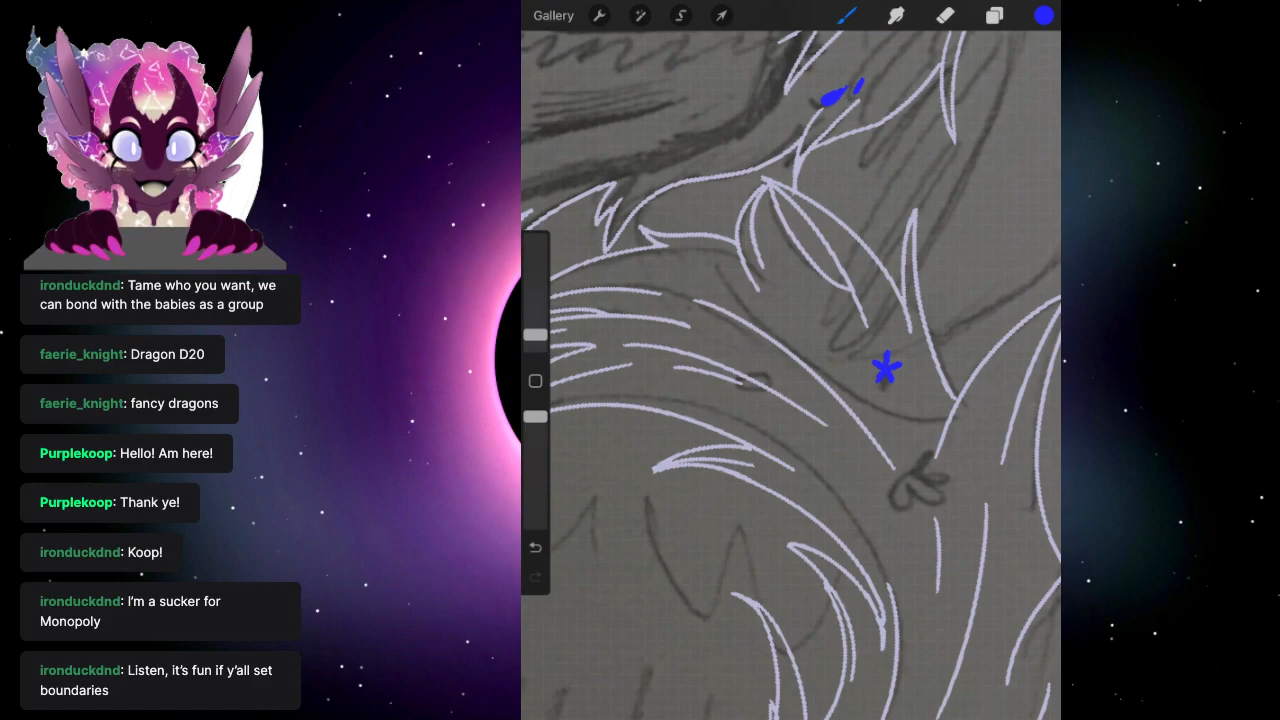 Gallery
ironduckdnd: Tame who you want, we
can bond with the babies as a group
faerie_knight: Dragon D20
faerie_knight: fancy dragons
Purplekoop: Hello! Am here!
Purplekoop: Thank ye!
ironduckdnd: Koop!
ironduckdnd: I’m a sucker for
Monopoly
ironduckdnd: Listen, it’s fun if y’all set
boundaries